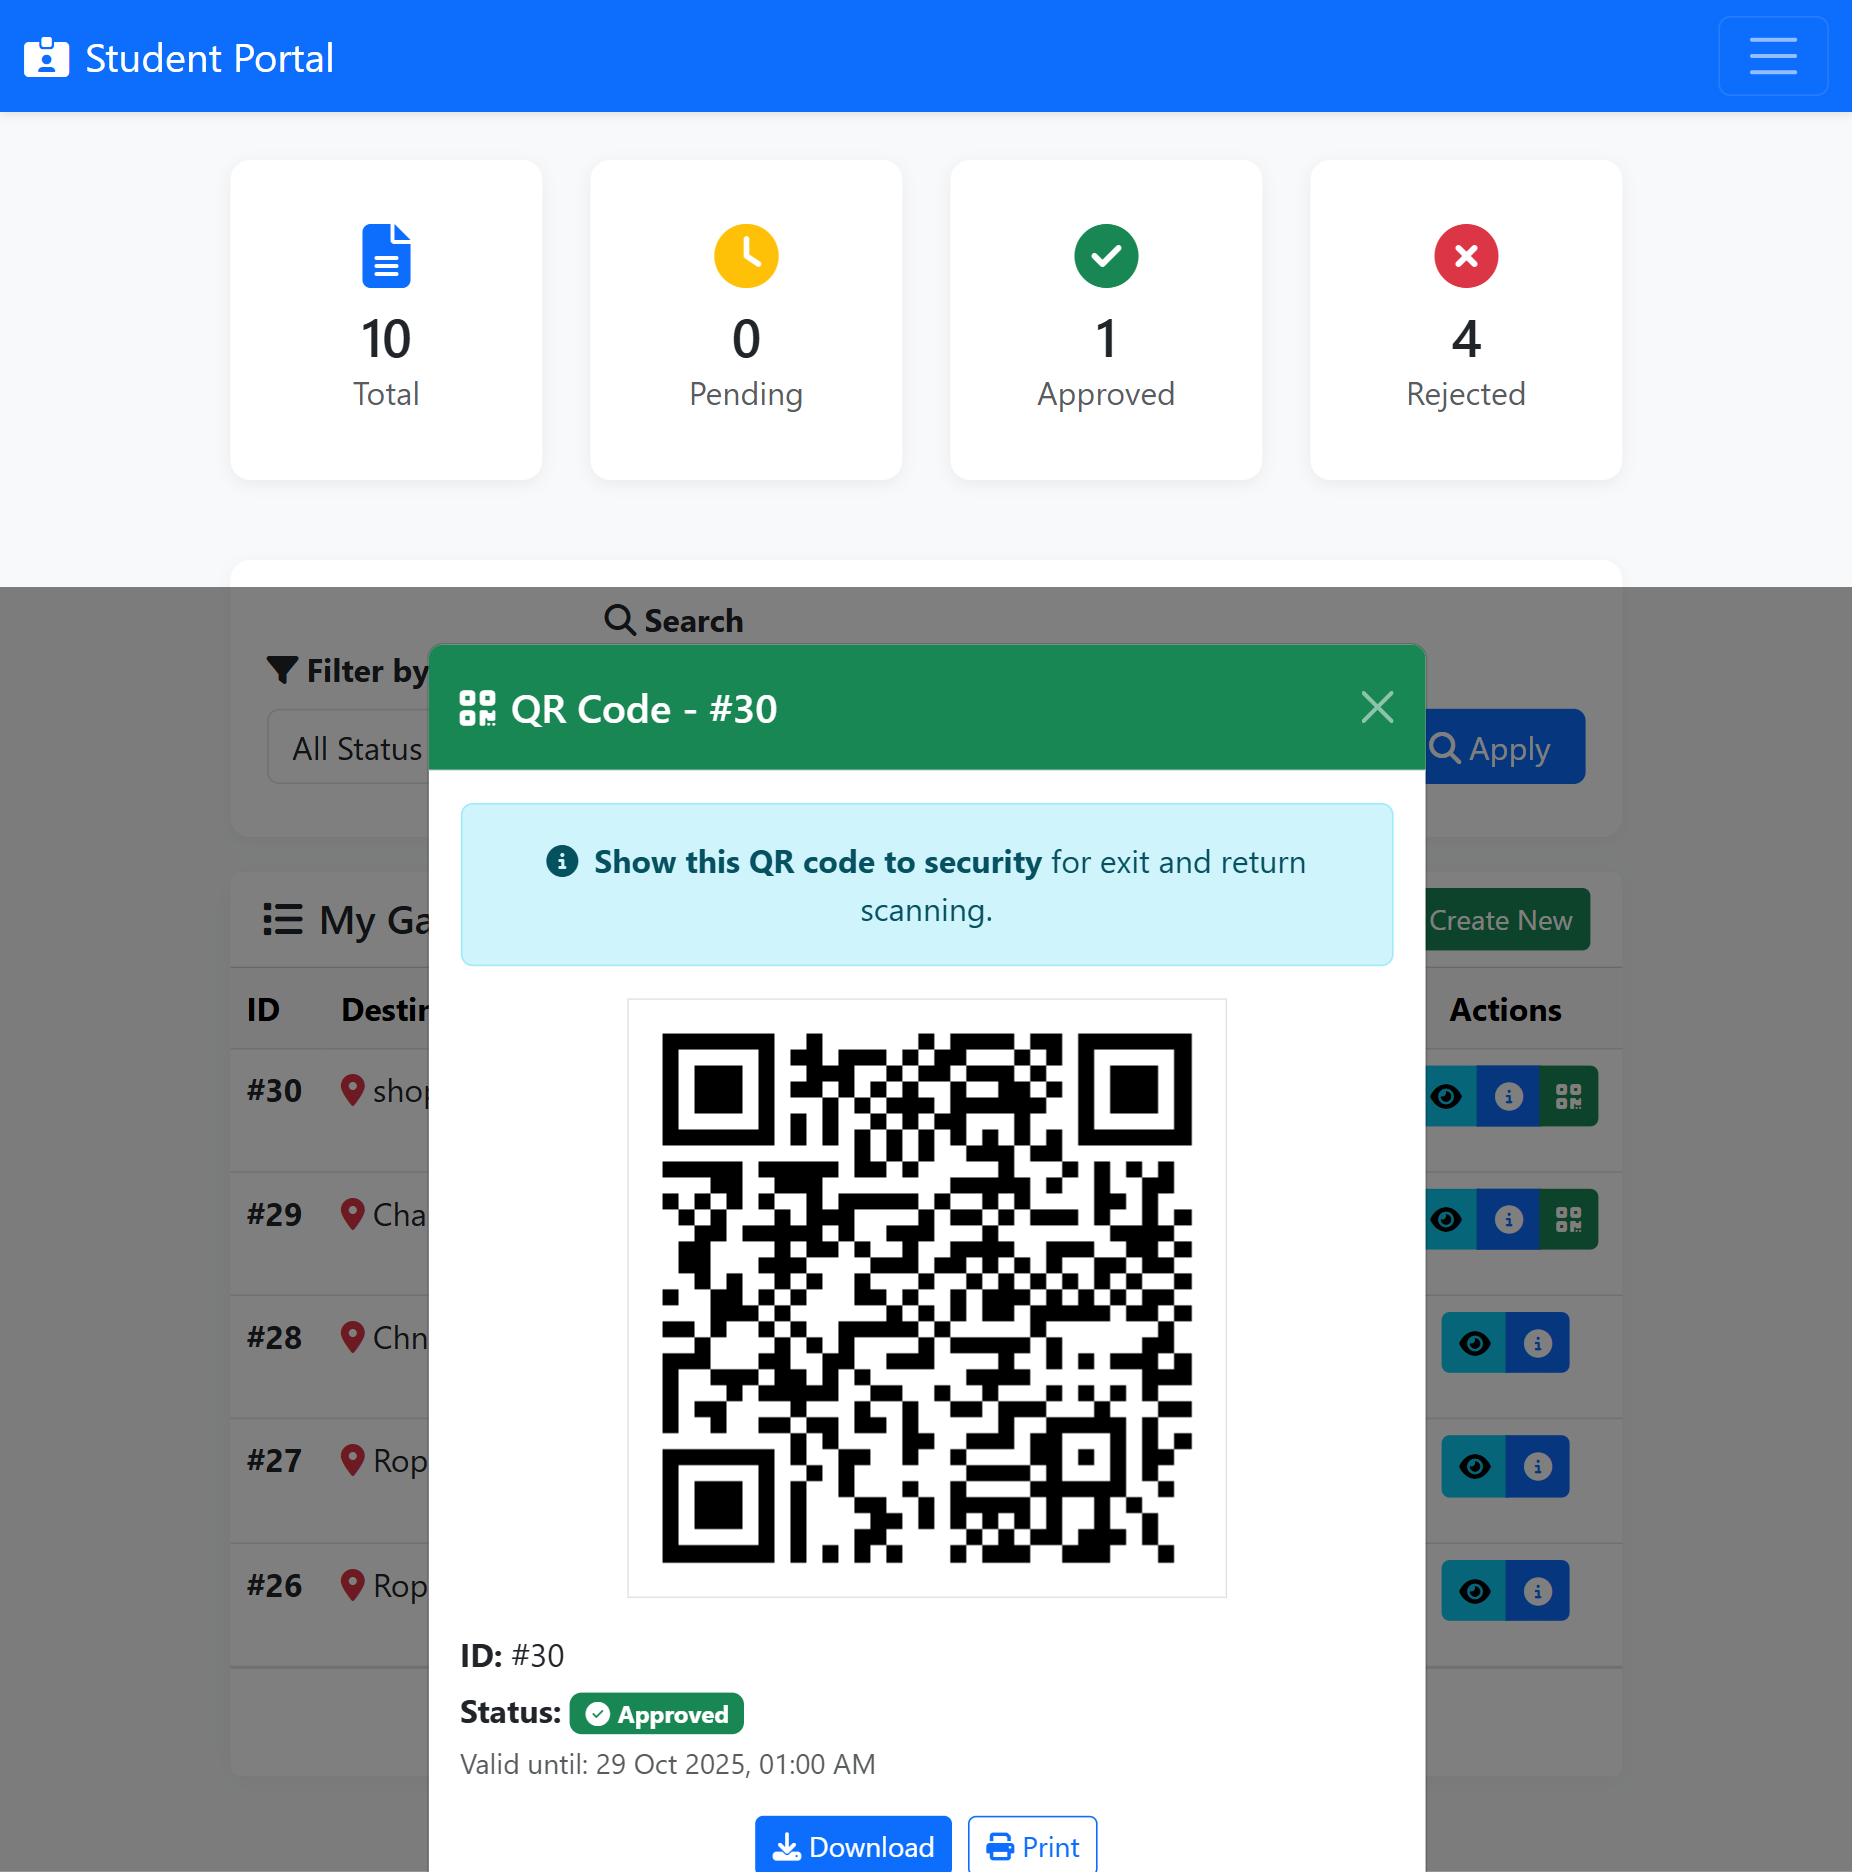 Student Portal
10
Total
0
Pending
1
Approved
4
Rejected
Search
Filter by
All Status
Apply
QR Code - #30
Show this QR code to security for exit and return
scanning.
My Ga
Create New
ID Destin Actions
#30 shop
#29 Cha
#28 Chn
#27 Rop
#26 Rop
ID: #30
Status: Approved
Valid until: 29 Oct 2025, 01:00 AM
Download Print